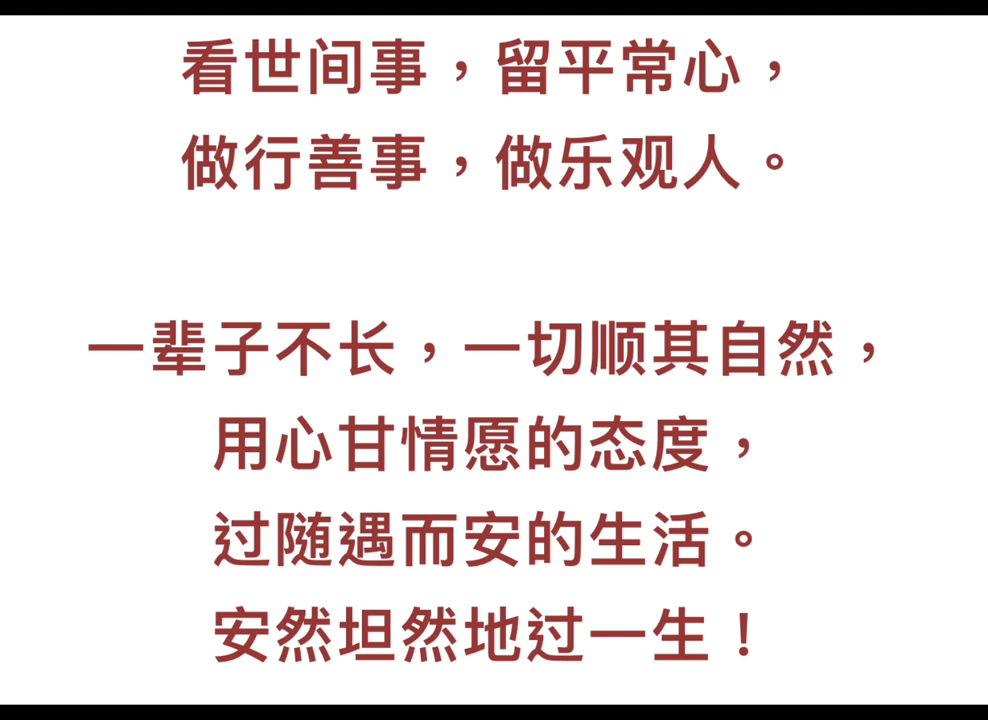 看世间事，留平常心，
做行善事，做乐观人。
一辈子不长，一切顺其自然，
用心甘情愿的态度，
过随遇而安的生活。
安然坦然地过一生！